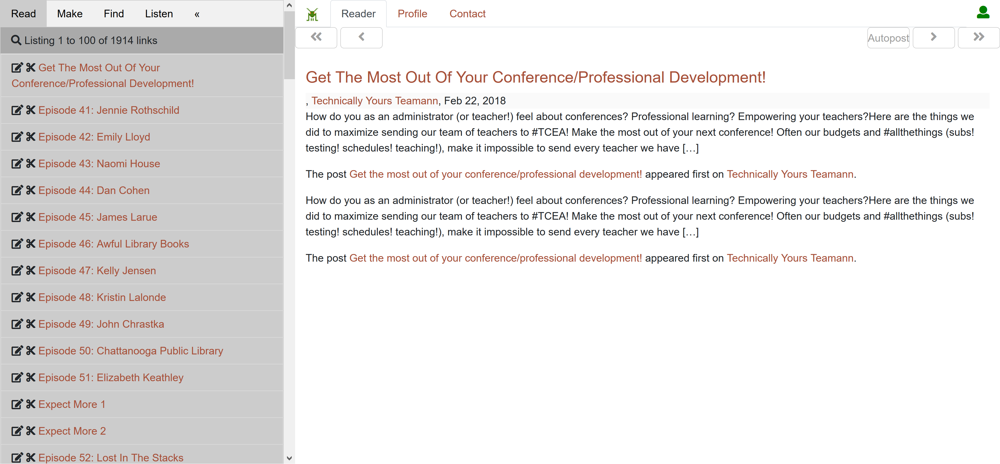 Read Make Find Listen «
Listing 1 to 100 of 1914 links
Get The Most Out Of Your
Conference/Professional Development!
Episode 41: Jennie Rothschild
Episode 42: Emily Lloyd
Episode 43: Naomi House
Episode 44: Dan Cohen
Episode 45: James Larue
Episode 46: Awful Library Books
Episode 47: Kelly Jensen
Episode 48: Kristin Lalonde
Episode 49: John Chrastka
Episode 50: Chattanooga Public Library
Episode 51: Elizabeth Keathley
Expect More 1
Expect More 2
Episode 52: Lost In The Stacks
Reader Profile Contact
Autopost
Get The Most Out Of Your Conference/Professional Development!
, Technically Yours Teamann, Feb 22, 2018
How do you as an administrator (or teacher!) feel about conferences? Professional learning? Empowering your teachers?Here are the things we
did to maximize sending our team of teachers to #TCEA! Make the most out of your next conference! Often our budgets and #allthethings (subs!
testing! schedules! teaching!), make it impossible to send every teacher we have […]
The post Get the most out of your conference/professional development! appeared first on Technically Yours Teamann.
How do you as an administrator (or teacher!) feel about conferences? Professional learning? Empowering your teachers?Here are the things we
did to maximize sending our team of teachers to #TCEA! Make the most out of your next conference! Often our budgets and #allthethings (subs!
testing! schedules! teaching!), make it impossible to send every teacher we have […]
The post Get the most out of your conference/professional development! appeared first on Technically Yours Teamann.